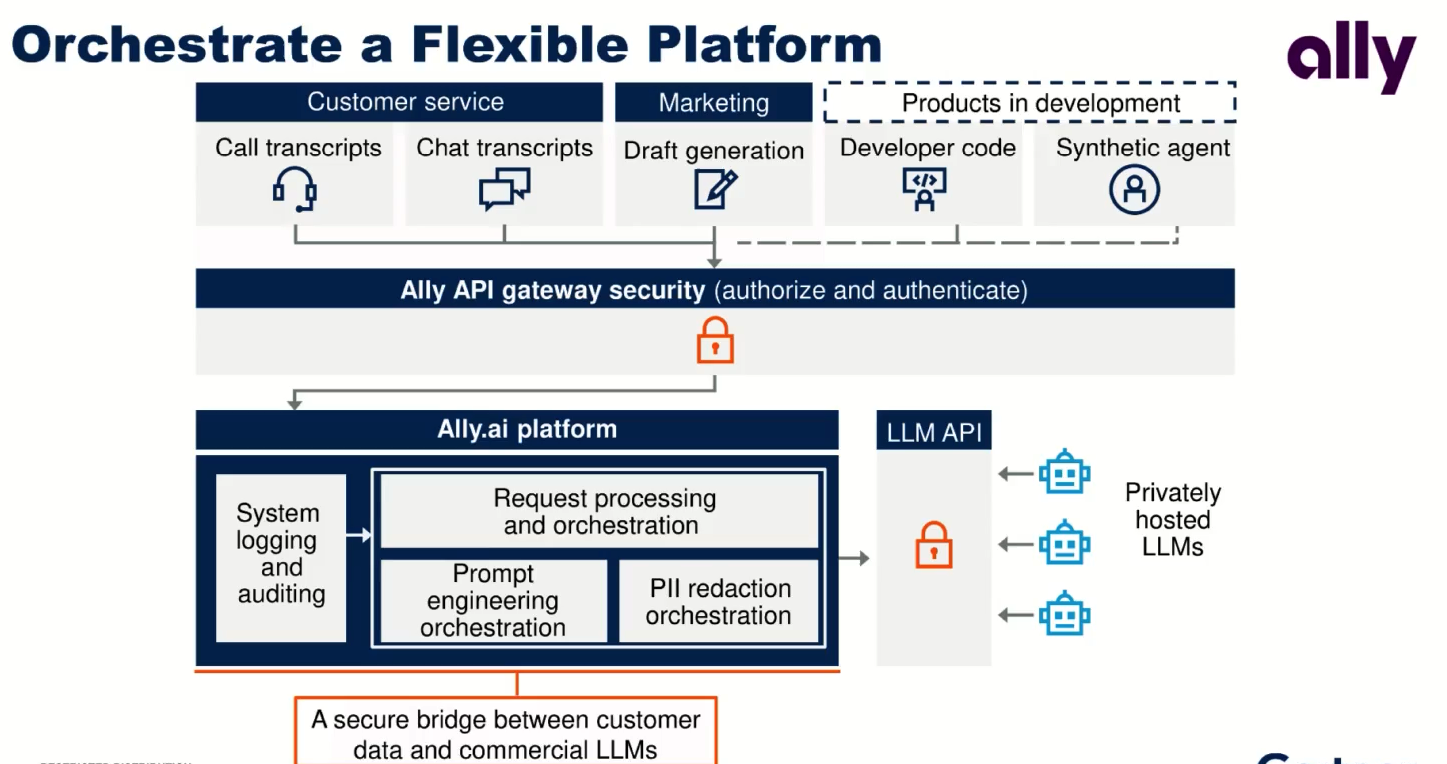 Orchestrate a Flexible Platform
ally
Customer service
Marketing
Products in development
Call transcripts
Chat transcripts
Draft generation
Developer code
Synthetic agent
</>
Ally API gateway security (authorize and authenticate)
Ally.ai platform
LLM API
System
logging
and
auditing
Request processing
and orchestration
Prompt
engineering
orchestration
PII redaction
orchestration
Privately
hosted
LLMs
A secure bridge between customer
data and commercial LLMs